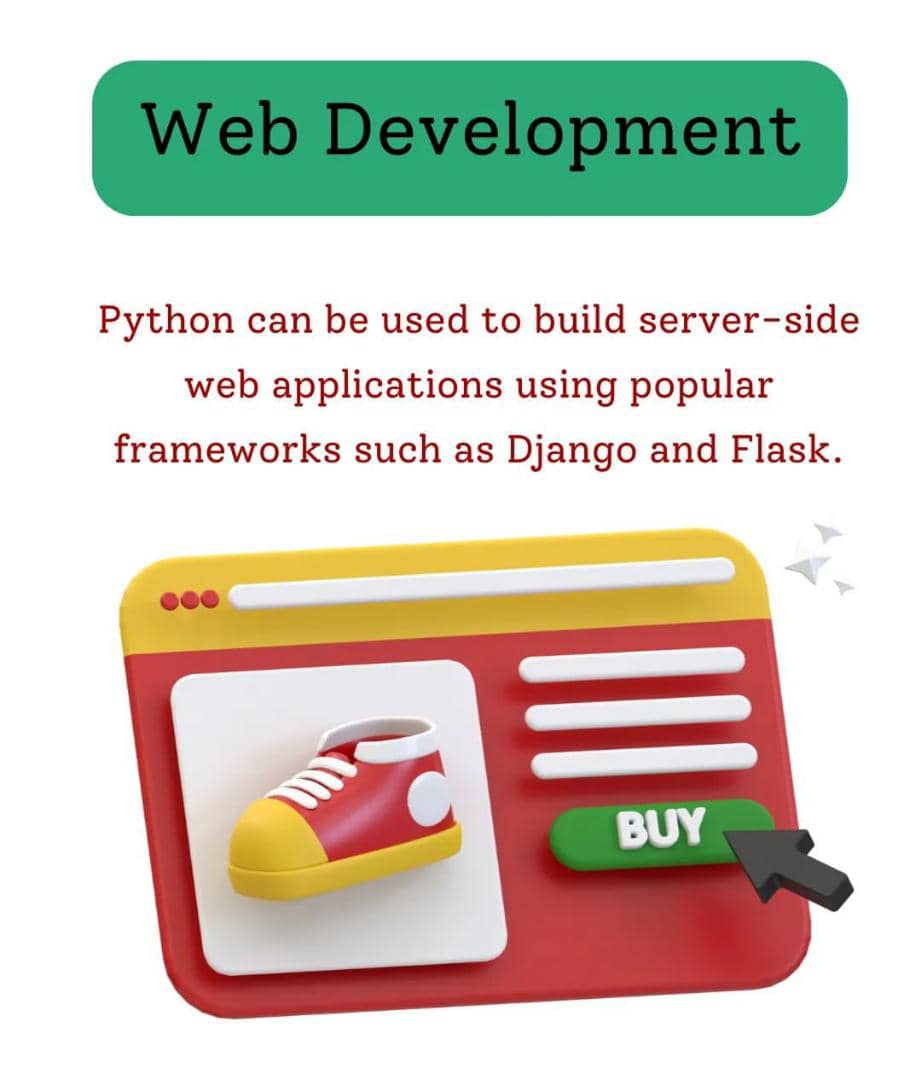 Web Development
Python can be used to build server-side
web applications using popular
frameworks such as Django and Flask.
BUY